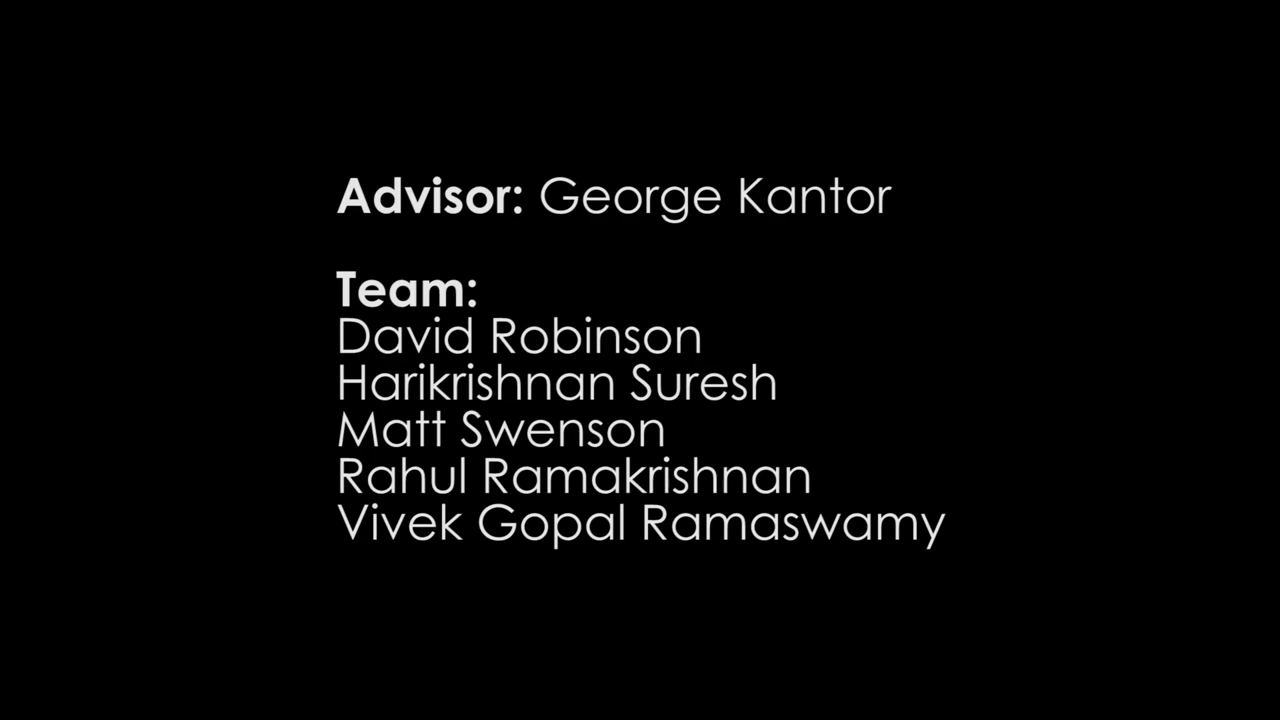 Advisor: George Kantor
Team:
David Robinson
Harikrishnan Suresh
Matt Swenson
Rahul Ramakrishnan
Vivek Gopal Ramaswamy